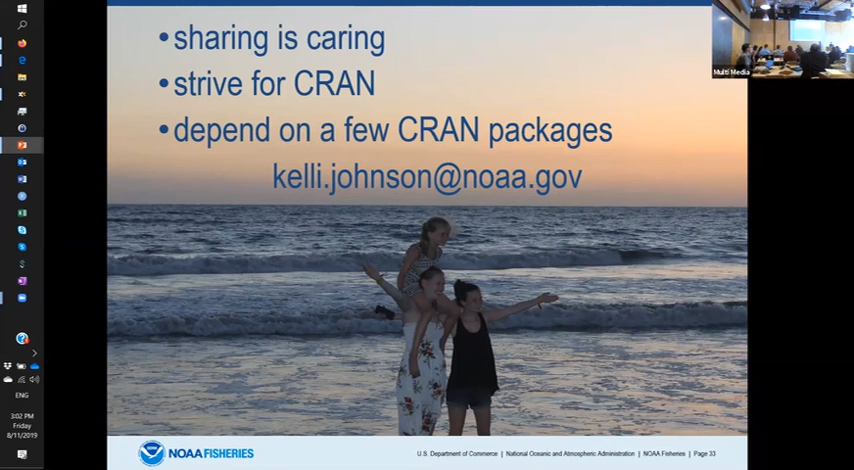 • sharing is caring
Multi Media
• strive for CRAN
• depend on a few CRAN packages
kelli.johnson@noaa.gov
ENG
3:02 PM
Friday
8/11/2019
NOAA FISHERIES
U.S. Department of Commerce | National Oceanic and Atmospheric Administration | NOAA Fisheries | Page 33